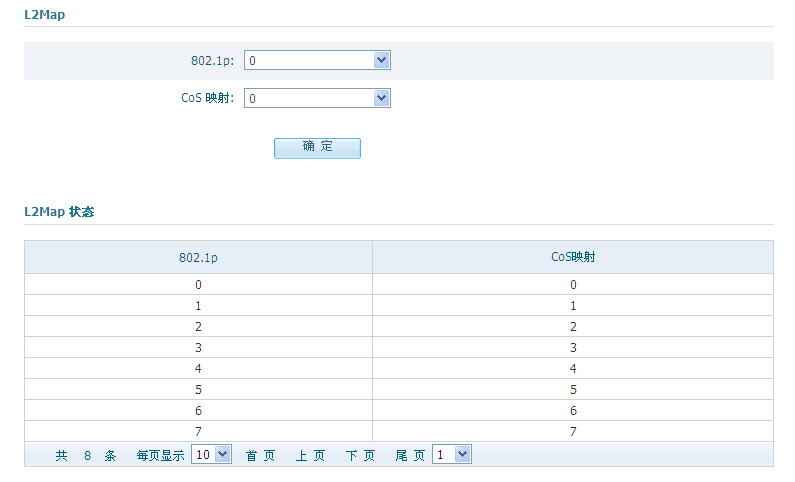 L2Map
802.1p: 0
CoS 映射: 0
确 定
L2Map 状态
802.1p CoS映射
0 0
1 1
2 2
3 3
4 4
5 5
6 6
7 7
共 8 条 每页显示 10 首 页 上 页 下 页 尾 页 1